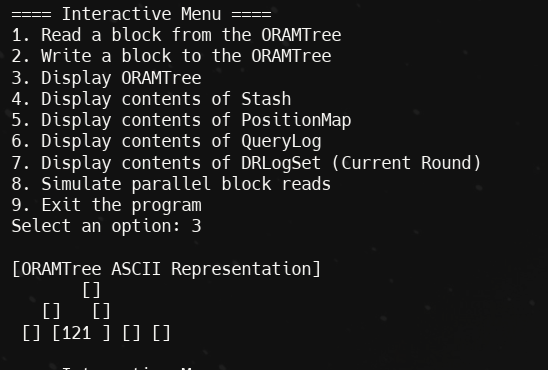 ==== Interactive Menu ====
1. Read a block from the ORAMTree
2. Write a block to the ORAMTree
3. Display ORAMTree
4. Display contents of Stash
5. Display contents of PositionMap
6. Display contents of QueryLog
7. Display contents of DRLogSet (Current Round)
8. Simulate parallel block reads
9. Exit the program
Select an option: 3

[ORAMTree ASCII Representation]
       []
   []   []
 [] [121 ] [] []

Interactive M